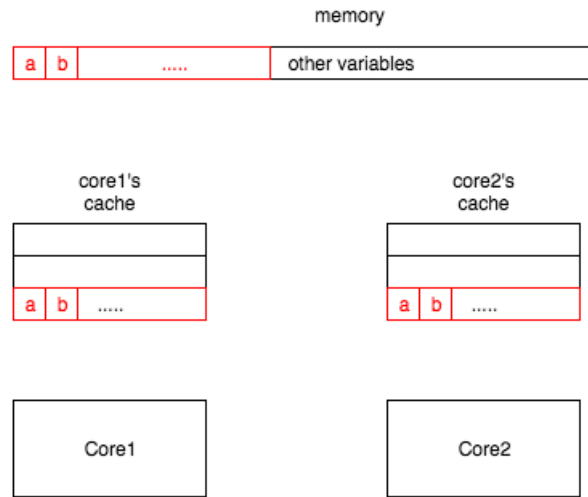 memory
a b ..... other variables
core1's
cache
core2's
cache
a b .....
a b .....
Core1
Core2